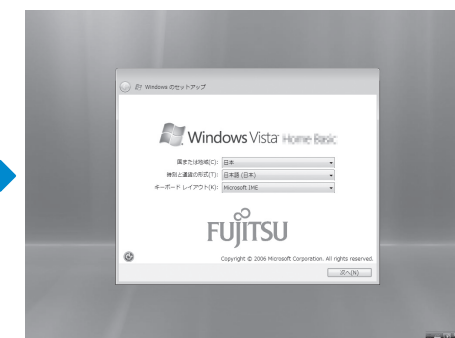 Windows のセットアップ
Windows Vista Home Basic
国または地域(C): 日本
時刻と通貨の形式(T): 日本語 (日本)
キーボード レイアウト(K): Microsoft IME
FUJITSU
Copyright © 2006 Microsoft Corporation. All rights reserved.
次へ(N)